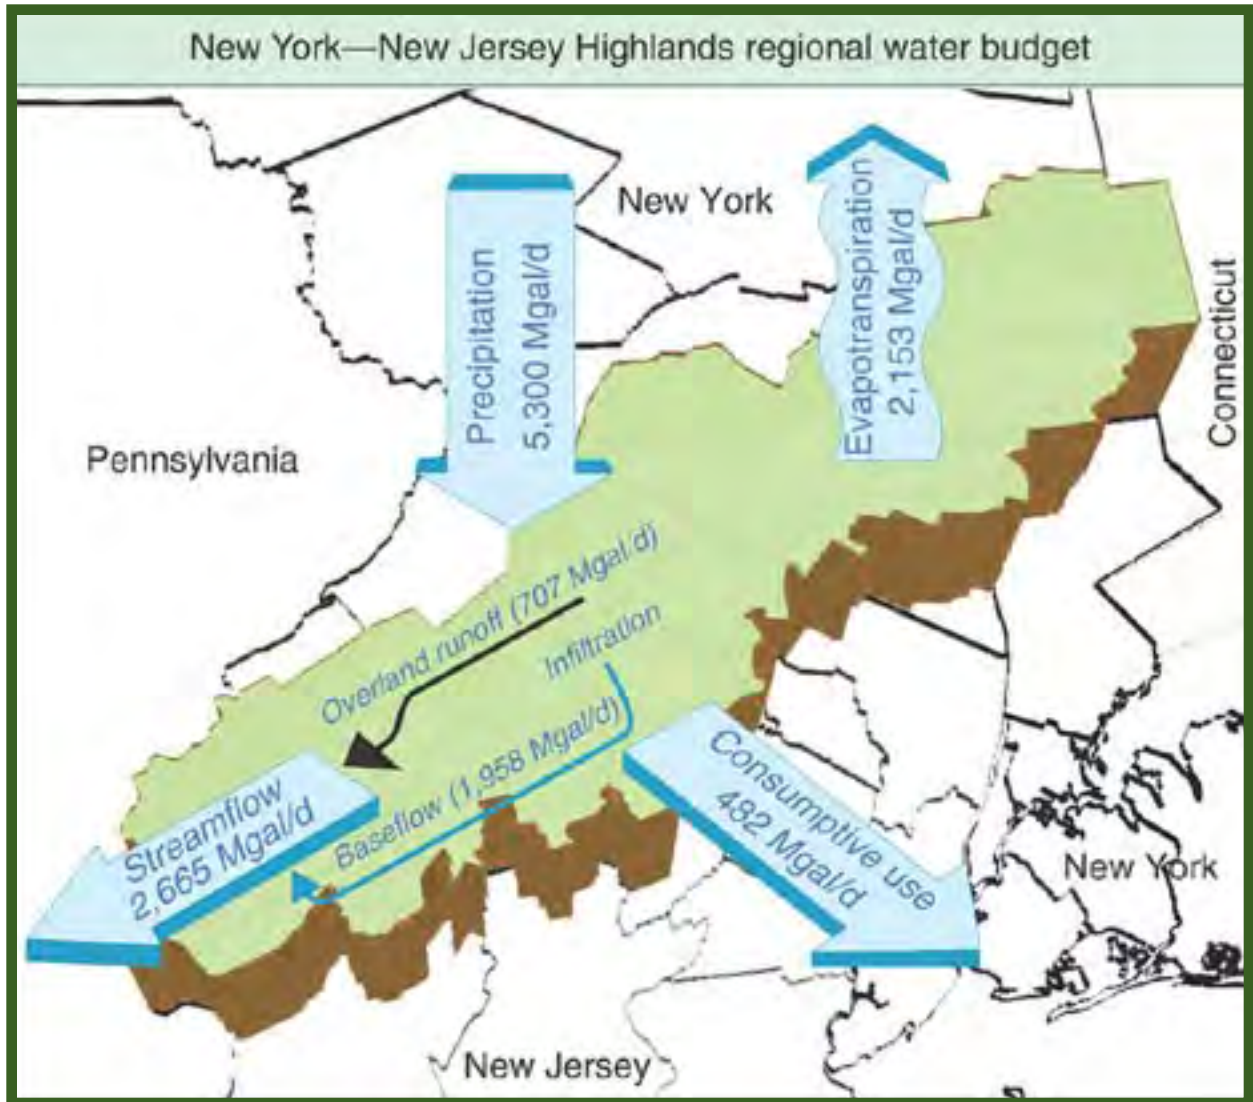 New York—New Jersey Highlands regional water budget
New York
Precipitation
5,300 Mgal/d
Evapotranspiration
2,153 Mgal/d
Connecticut
Pennsylvania
Overland runoff (707 Mgal/d)
Infiltration
Baseflow (1,958 Mgal/d)
Streamflow
2,665 Mgal/d
Consumptive use
482 Mgal/d
New York
New Jersey